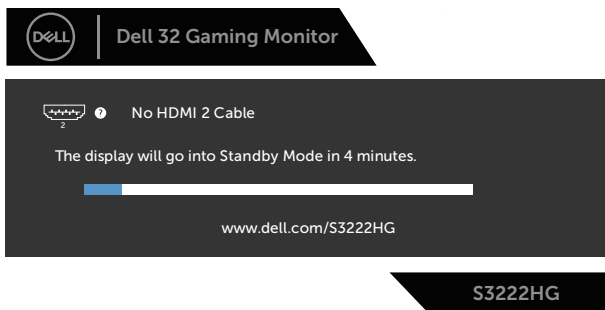 DELL
Dell 32 Gaming Monitor
? No HDMI 2 Cable
2
The display will go into Standby Mode in 4 minutes.
www.dell.com/S3222HG
S3222HG